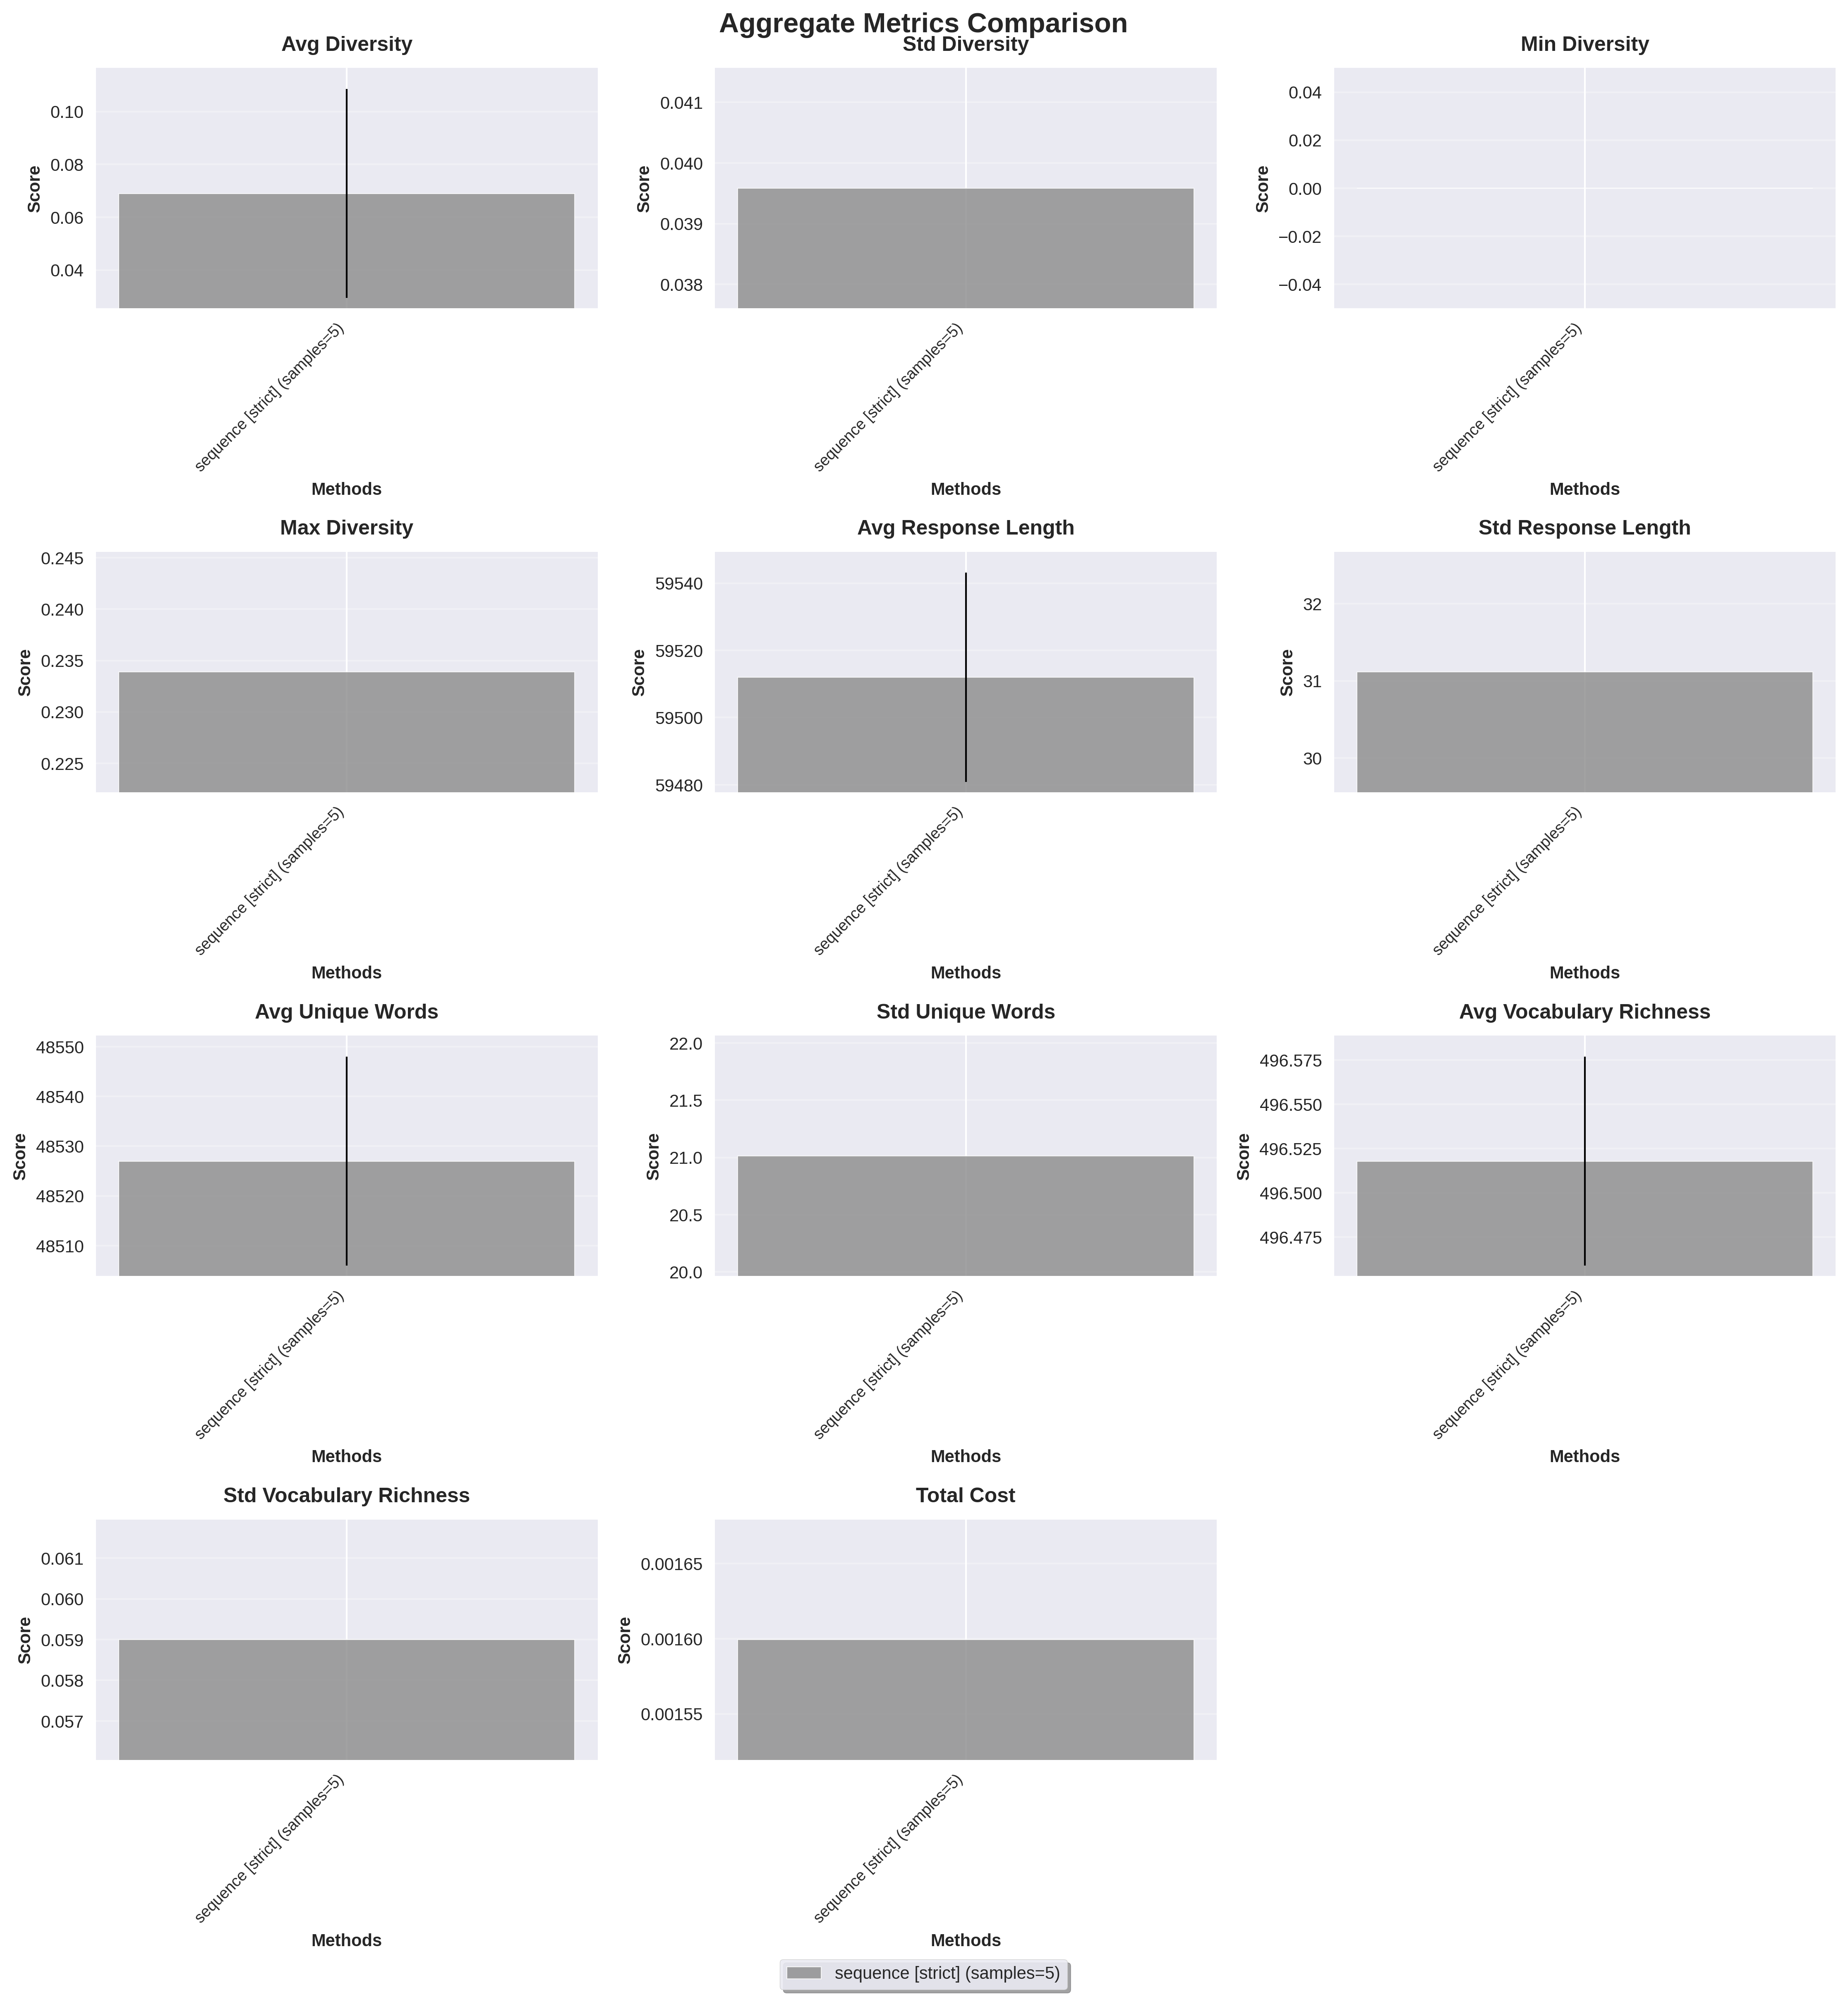 Aggregate Metrics Comparison
Avg Diversity
Std Diversity
Min Diversity
Score
0.10
0.08
0.06
0.04
sequence [strict] (samples=5)
Methods
Score
0.041
0.040
0.039
0.038
sequence [strict] (samples=5)
Methods
Score
0.04
0.02
0.00
−0.02
−0.04
sequence [strict] (samples=5)
Methods
Max Diversity
Score
0.245
0.240
0.235
0.230
0.225
sequence [strict] (samples=5)
Methods
Avg Response Length
Score
59540
59520
59500
59480
sequence [strict] (samples=5)
Methods
Std Response Length
Score
32
31
30
sequence [strict] (samples=5)
Methods
Avg Unique Words
Score
48550
48540
48530
48520
48510
sequence [strict] (samples=5)
Methods
Std Unique Words
Score
22.0
21.5
21.0
20.5
20.0
sequence [strict] (samples=5)
Methods
Avg Vocabulary Richness
Score
496.575
496.550
496.525
496.500
496.475
sequence [strict] (samples=5)
Methods
Std Vocabulary Richness
Score
0.061
0.060
0.059
0.058
0.057
sequence [strict] (samples=5)
Methods
Total Cost
Score
0.00165
0.00160
0.00155
sequence [strict] (samples=5)
Methods
sequence [strict] (samples=5)